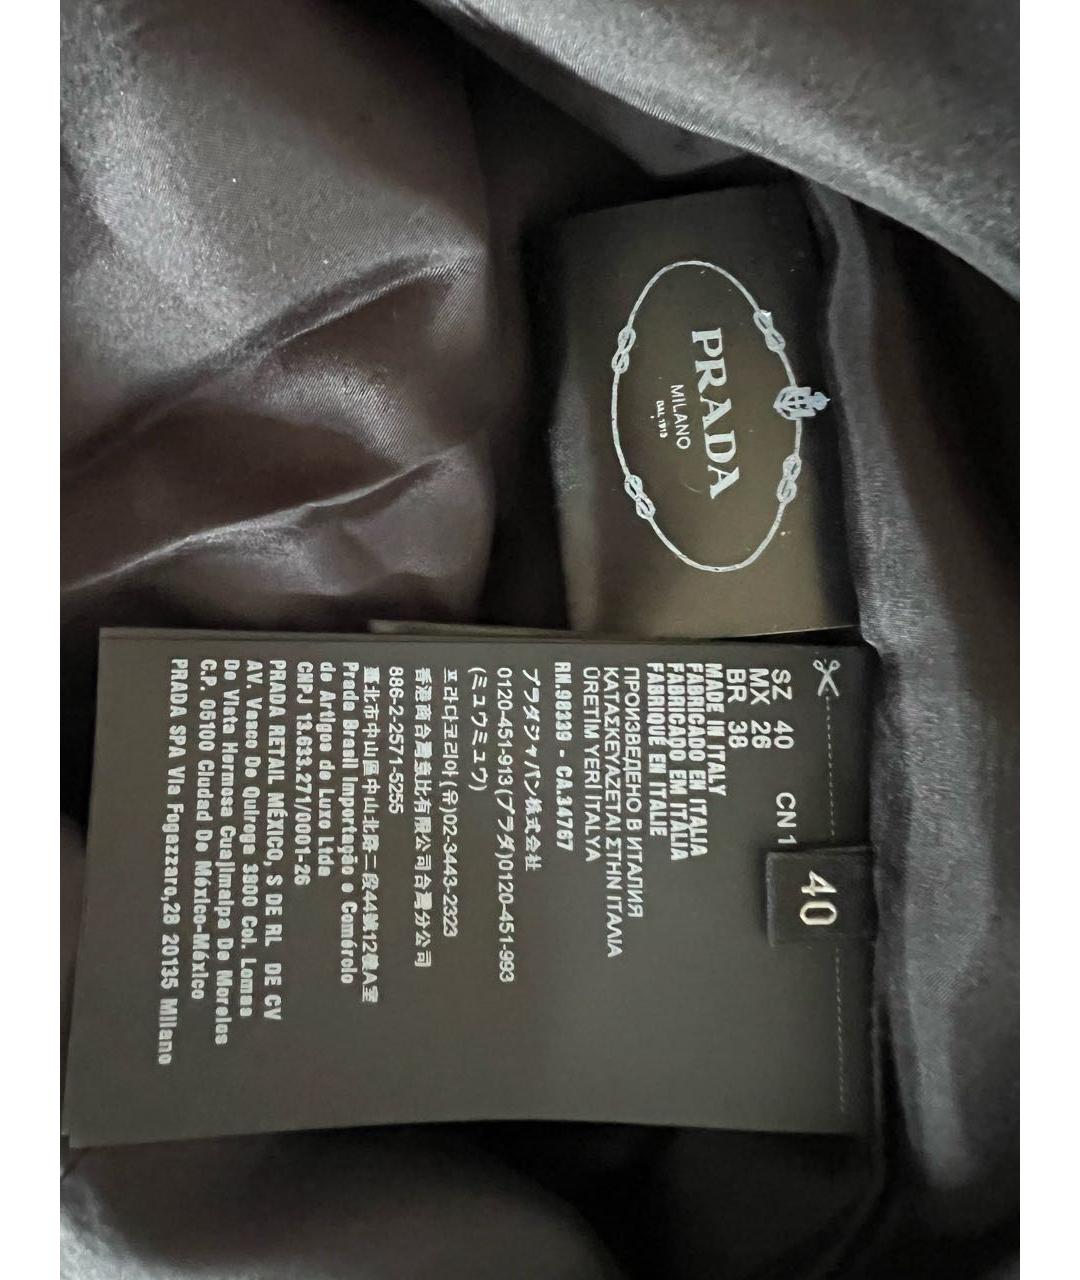 PRADA
MILANO
DAL 1913
40
SZ 40 CN 1
MX 26
BR 38
MADE IN ITALY
FABRICADO EN ITALIA
FABRICADO EM ITÁLIA
FABRIQUÉ EN ITALIE
ПРОИЗВЕДЕНО В ИТАЛИЯ
ΚΑΤΑΣΚΕΥΑΖΕΤΑΙ ΣΤΗΝ ΙΤΑΛΙΑ
ÜRETİM YERİ İTALYA
RN.98339 - CA.34767
プラダジャパン株式会社
0120-451-913(プラダ)0120-451-993
(ミュウミュウ)
프라다코리아(유)02-3443-2323
香港商台灣薇比有限公司台灣分公司
886-2-2571-5255
臺北市中山區中山北路二段44號12樓A室
Prada Brasil Importação e Comércio
de Artigos de Luxo Ltda
CNPJ 13.633.271/0001-26
PRADA RETAIL MÉXICO, S DE RL DE CV
AV. Vasco De Quiroga 3900 Col. Lomas
De Vista Hermosa Cuajimalpa De Morelos
C.P. 05100 Ciudad De México-México
PRADA SPA Via Fogazzaro,28 20135 Milano